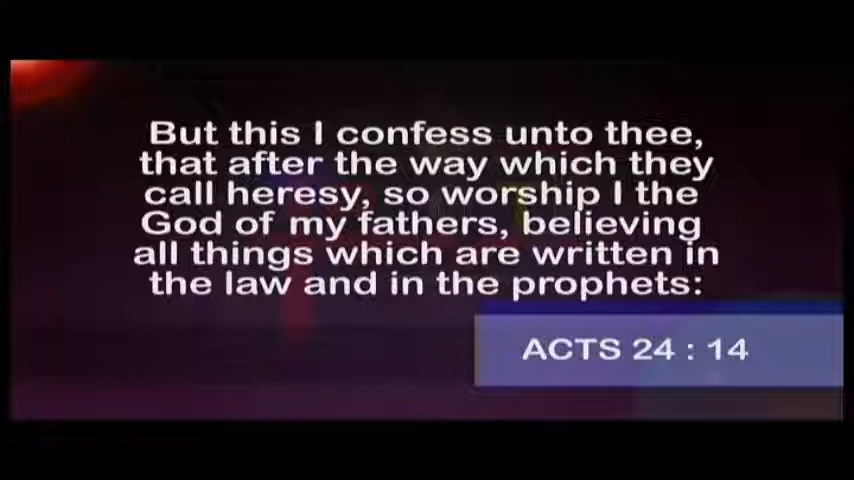 But this I confess unto thee,
that after the way which they
call heresy, so worship I the
God of my fathers, believing
all things which are written in
the law and in the prophets:
ACTS 24 : 14